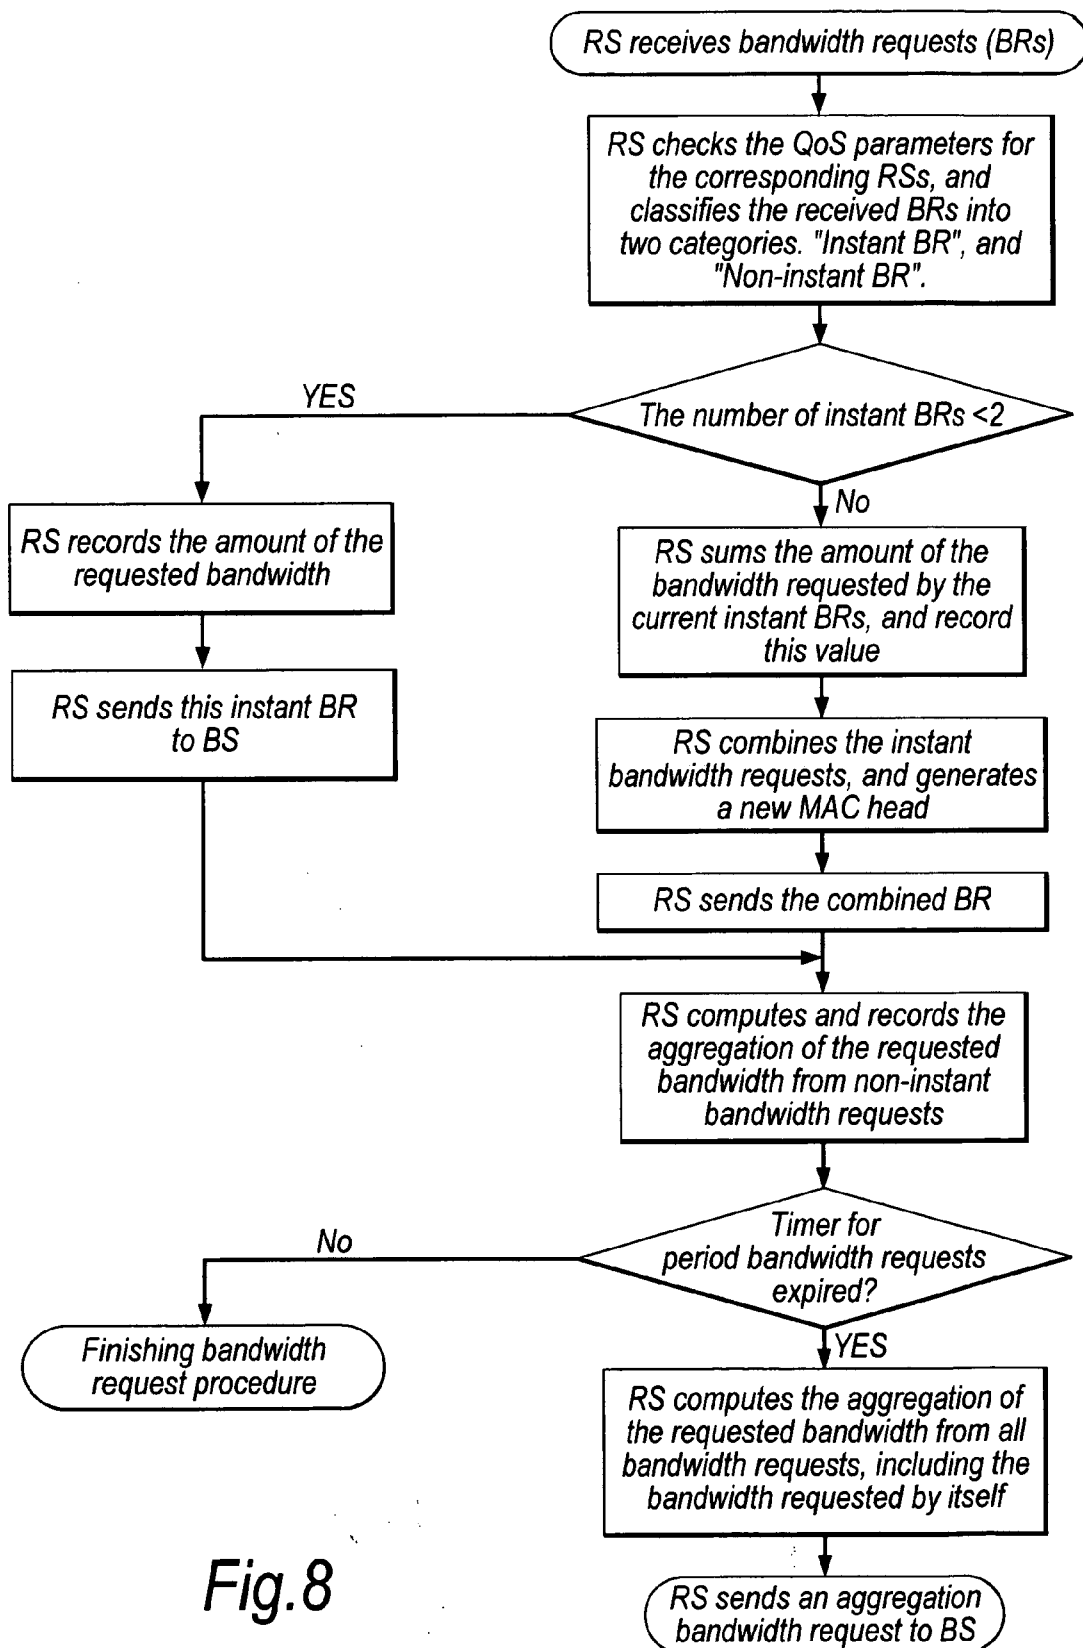 RS receives bandwidth requests (BRs)
RS checks the QoS parameters for
the corresponding RSs, and
classifies the received BRs into
two categories. "Instant BR", and
"Non-instant BR".
The number of instant BRs <2
YES
No
RS records the amount of the
requested bandwidth
RS sends this instant BR
to BS
RS sums the amount of the
bandwidth requested by the
current instant BRs, and record
this value
RS combines the instant
bandwidth requests, and generates
a new MAC head
RS sends the combined BR
RS computes and records the
aggregation of the requested
bandwidth from non-instant
bandwidth requests
Timer for
period bandwidth requests
expired?
No
YES
Finishing bandwidth
request procedure
RS computes the aggregation of
the requested bandwidth from all
bandwidth requests, including the
bandwidth requested by itself
RS sends an aggregation
bandwidth request to BS
Fig.8